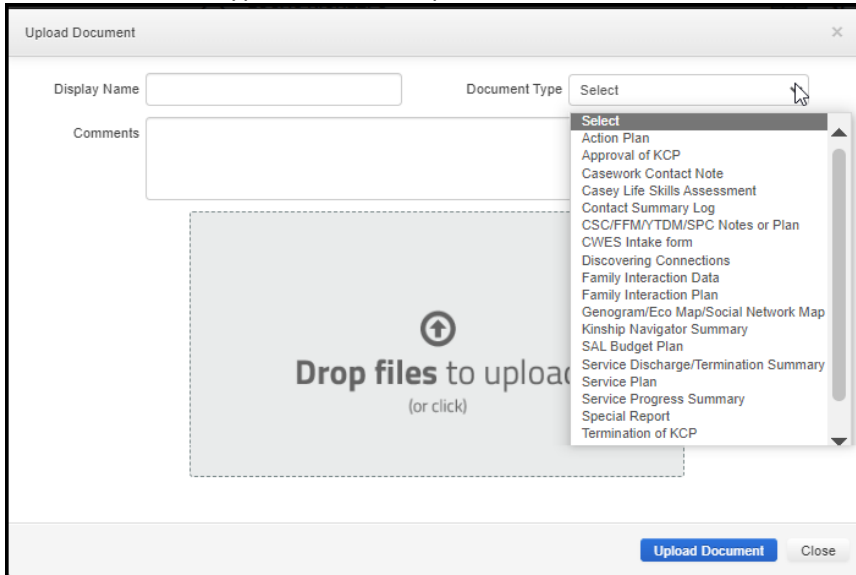 Upload Document
Display Name
Document Type Select
Comments
Select
Action Plan
Approval of KCP
Casework Contact Note
Casey Life Skills Assessment
Contact Summary Log
CSC/FFM/YTDM/SPC Notes or Plan
CWES Intake form
Discovering Connections
Family Interaction Data
Family Interaction Plan
Genogram/Eco Map/Social Network Map
Kinship Navigator Summary
SAL Budget Plan
Service Discharge/Termination Summary
Service Plan
Service Progress Summary
Special Report
Termination of KCP
Drop files to upload
(or click)
Upload Document Close